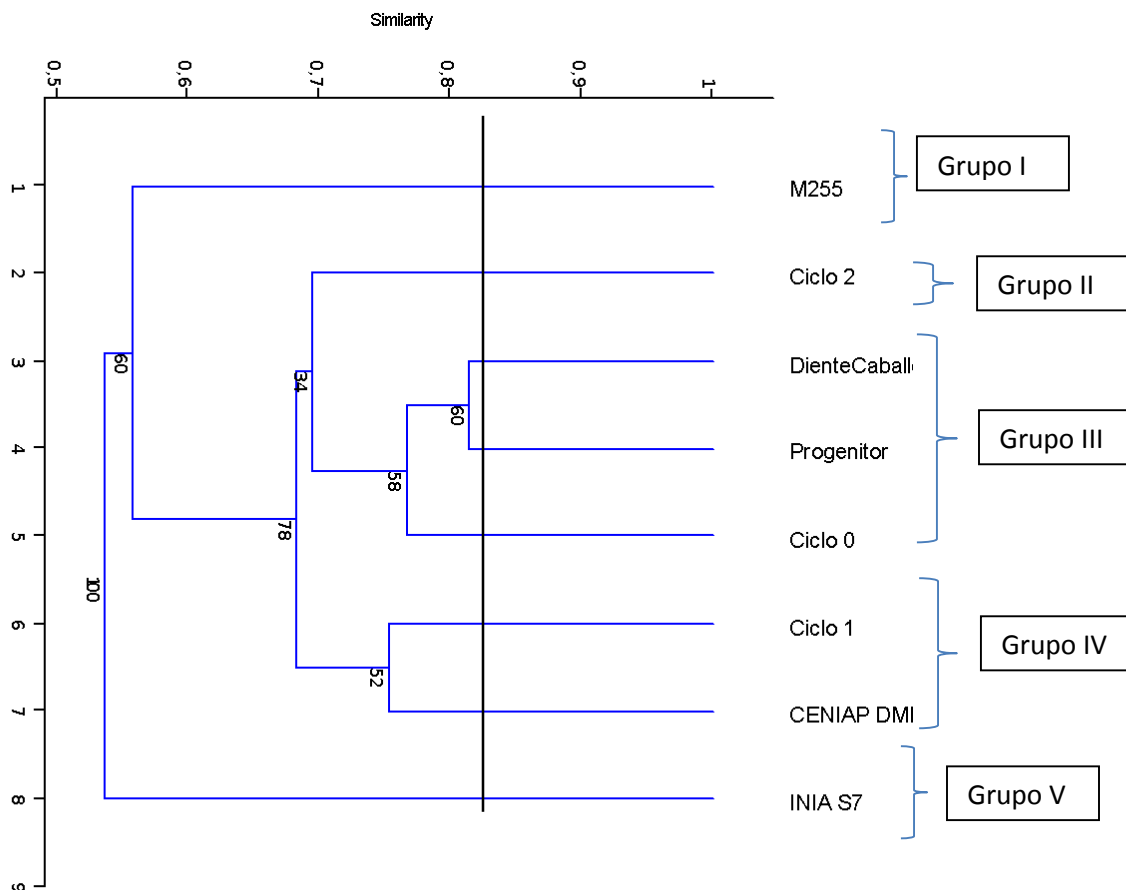 Similarity
0,5
0,6
0,7
0,8
0,9
1
1
M255
Grupo I
2
Ciclo 2
Grupo II
3
DienteCaball
4
Progenitor
Grupo III
5
Ciclo 0
6
Ciclo 1
Grupo IV
7
CENIAP DM
8
INIA S7
Grupo V
9
60
34
60
58
78
100
52